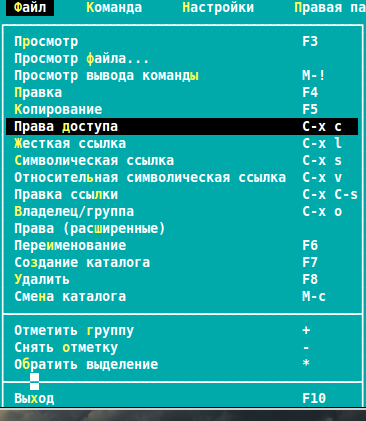 Файл Команда Настройки Правая па
Просмотр F3
Просмотр файла...
Просмотр вывода команды M-!
Правка F4
Копирование F5
Права доступа C-x c
Жесткая ссылка C-x l
Символическая ссылка C-x s
Относительная символическая ссылка C-x v
Правка ссылки C-x C-s
Владелец/группа C-x o
Права (расширенные)
Переименование F6
Создание каталога F7
Удалить F8
Смена каталога M-c
Отметить группу +
Снять отметку -
Обратить выделение *
Выход F10